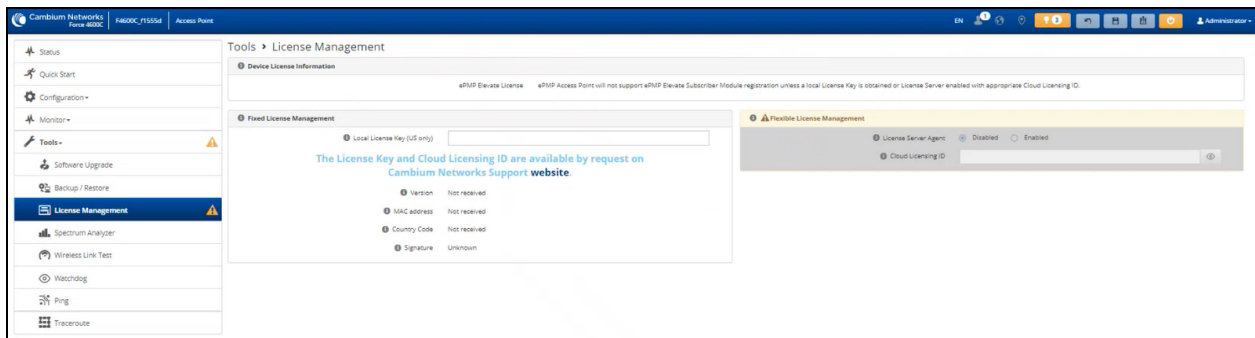 Cambium Networks
Force 4600C
F4600C_f1555d
Access Point
EN
1
3
Administrator
Status
Quick Start
Configuration
Monitor
Tools
Software Upgrade
Backup / Restore
License Management
Spectrum Analyzer
Wireless Link Test
Watchdog
Ping
Traceroute
Tools > License Management
Device License Information
ePMP Elevate License ePMP Access Point will not support ePMP Elevate Subscriber Module registration unless a local License Key is obtained or License Server enabled with appropriate Cloud Licensing ID.
Fixed License Management
Local License Key (US only)
The License Key and Cloud Licensing ID are available by request on
Cambium Networks Support website.
Version Not received
MAC address Not received
Country Code Not received
Signature Unknown
Flexible License Management
License Server Agent Disabled Enabled
Cloud Licensing ID